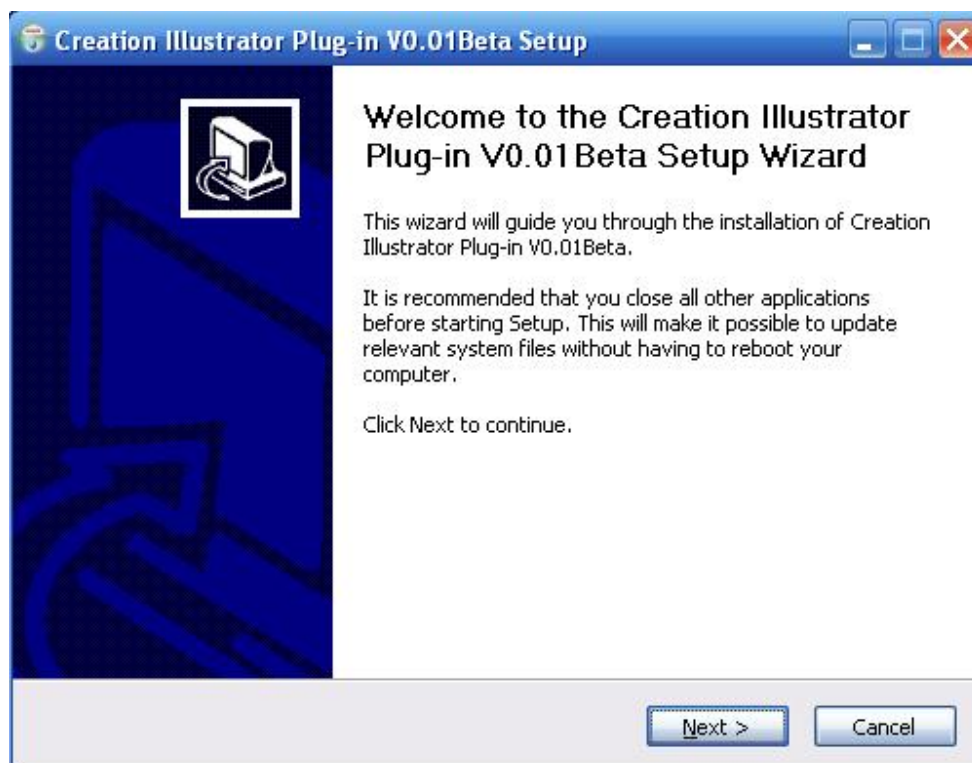 Creation Illustrator Plug-in V0.01Beta Setup
Welcome to the Creation Illustrator
Plug-in V0.01Beta Setup Wizard
This wizard will guide you through the installation of Creation
Illustrator Plug-in V0.01Beta.
It is recommended that you close all other applications
before starting Setup. This will make it possible to update
relevant system files without having to reboot your
computer.
Click Next to continue.
Next >
Cancel